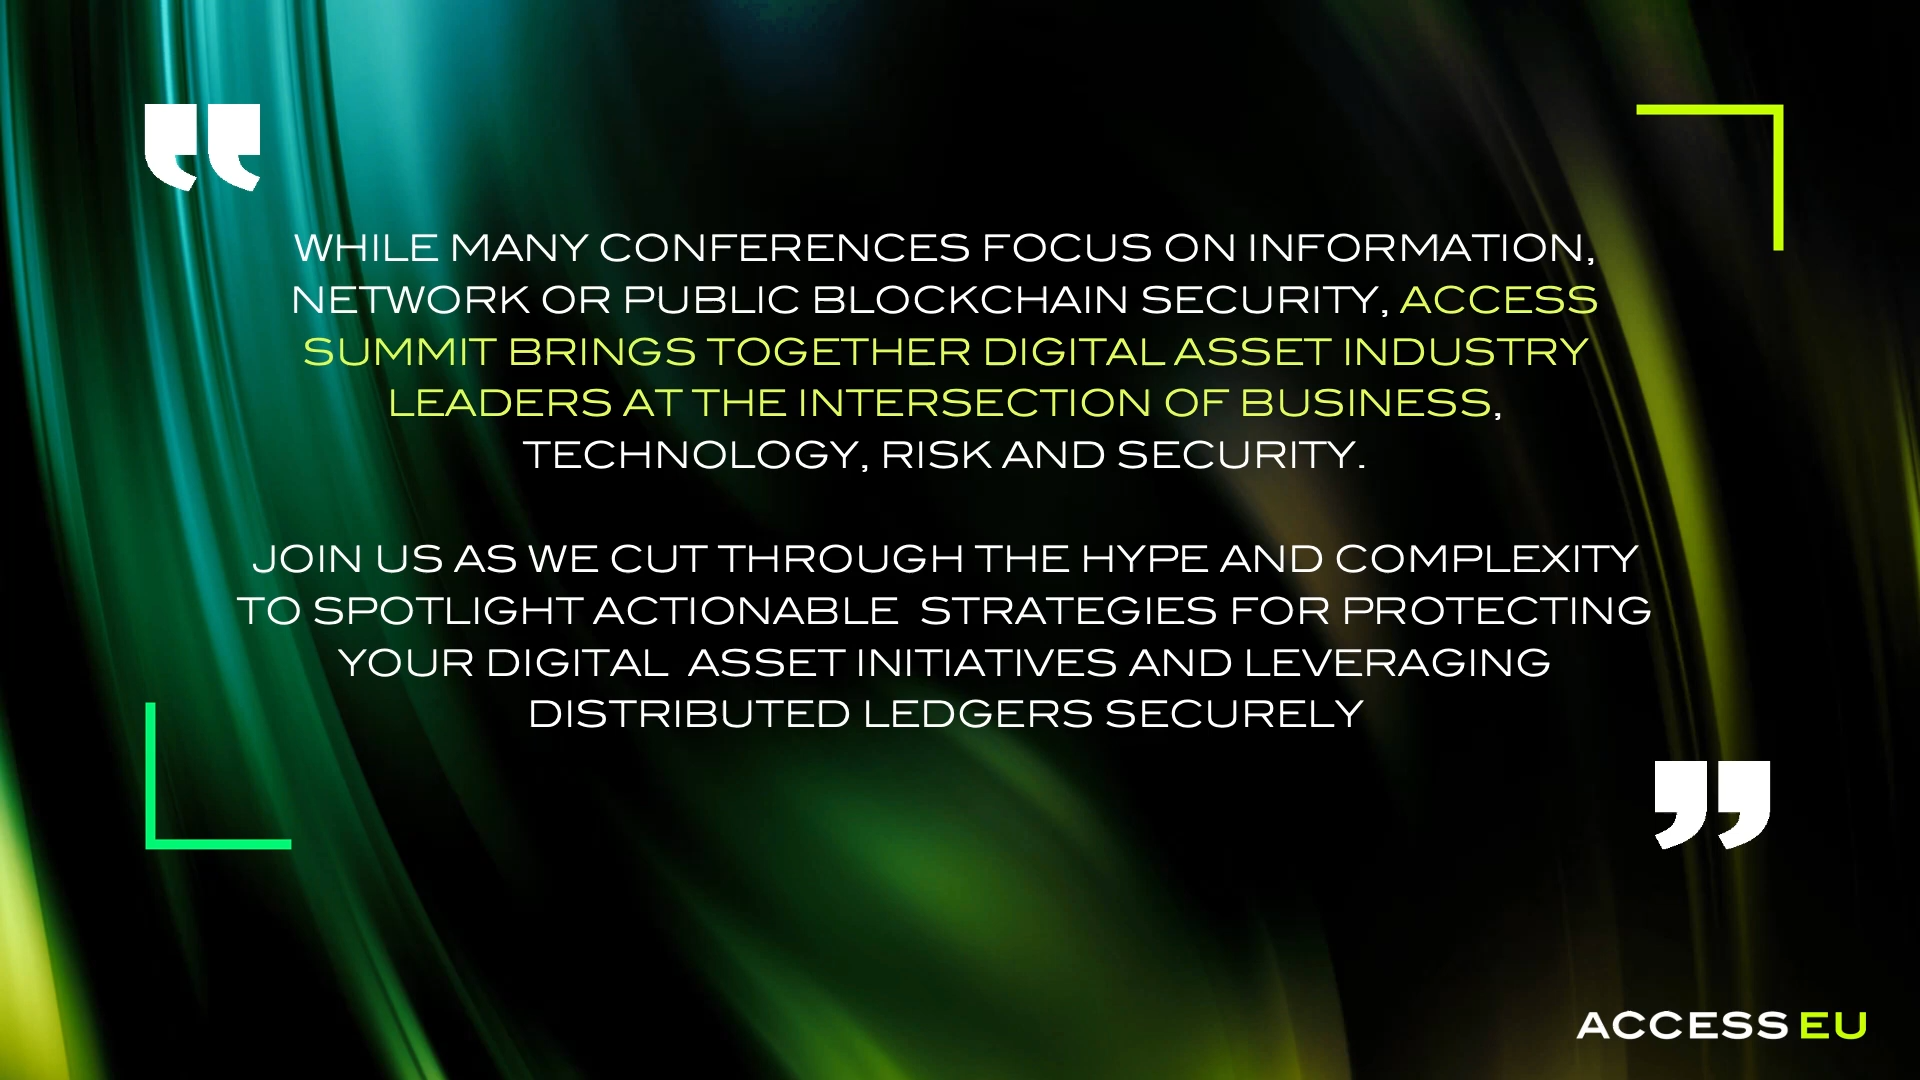 WHILE MANY CONFERENCES FOCUS ON INFORMATION,
NETWORK OR PUBLIC BLOCKCHAIN SECURITY, ACCESS
SUMMIT BRINGS TOGETHER DIGITAL ASSET INDUSTRY
LEADERS AT THE INTERSECTION OF BUSINESS,
TECHNOLOGY, RISK AND SECURITY.
JOIN US AS WE CUT THROUGH THE HYPE AND COMPLEXITY
TO SPOTLIGHT ACTIONABLE  STRATEGIES FOR PROTECTING
YOUR DIGITAL  ASSET INITIATIVES AND LEVERAGING
DISTRIBUTED LEDGERS SECURELY
ACCESS EU